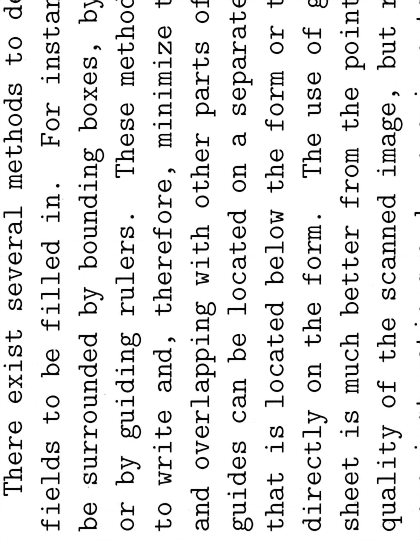 There exist several methods to de
fields to be filled in. For instan
be surrounded by bounding boxes, by
or by guiding rulers. These method
to write and, therefore, minimize t
and overlapping with other parts of
guides can be located on a separate
that is located below the form or t
directly on the form. The use of g
sheet is much better from the point
quality of the scanned image, but r